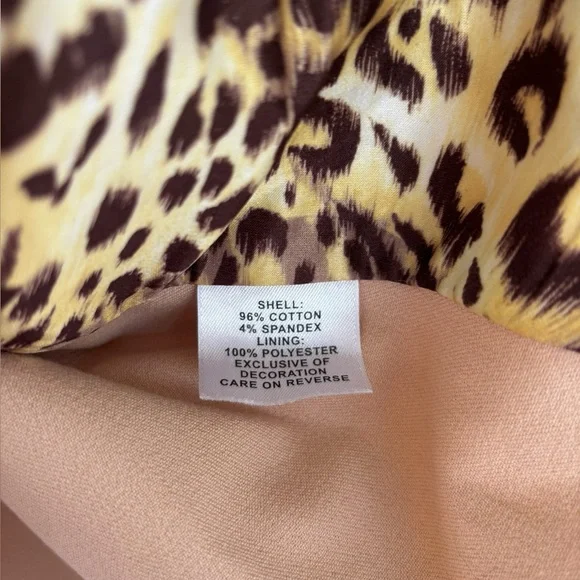 SHELL:
96% COTTON
4% SPANDEX
LINING:
100% POLYESTER
EXCLUSIVE OF
DECORATION
CARE ON REVERSE